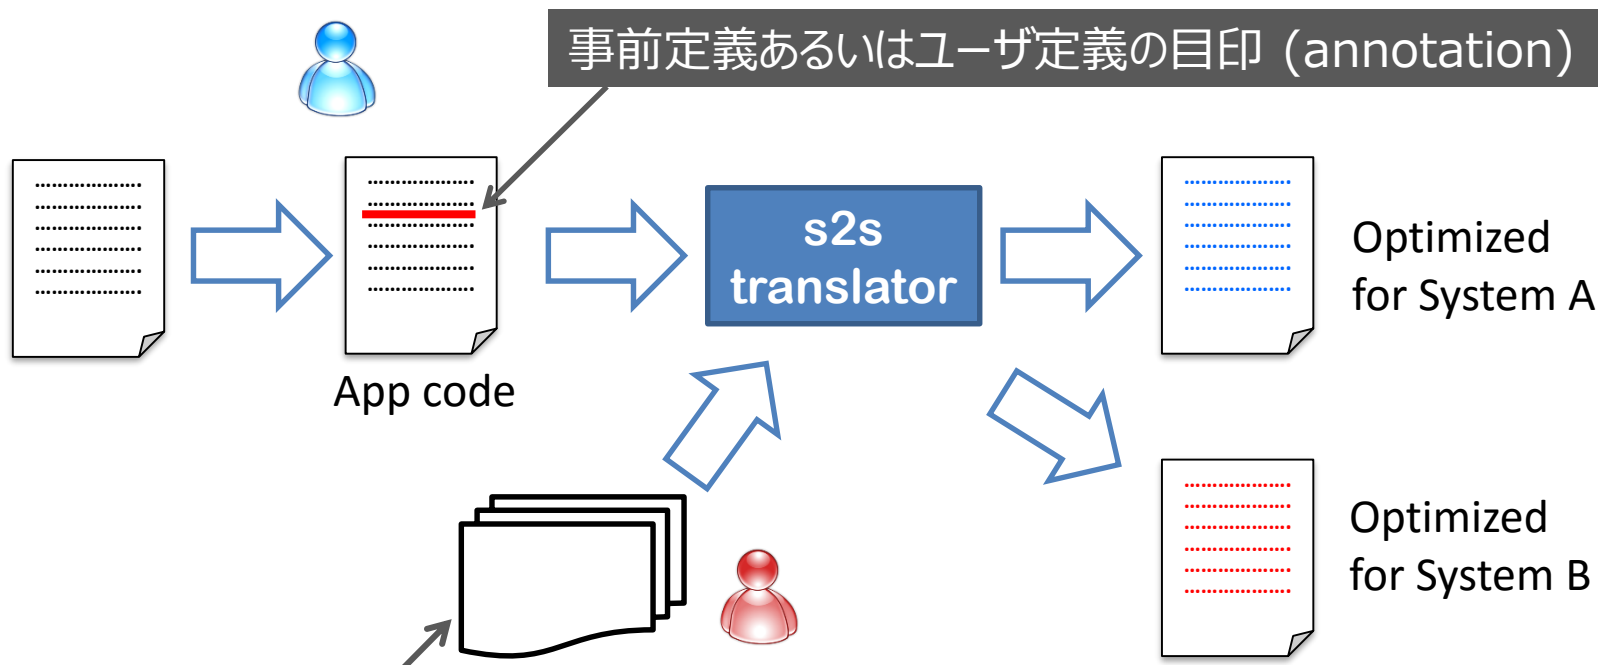 事前定義あるいはユーザ定義の目印 (annotation)
s2s
translator
Optimized
for System A
App code
Optimized
for System B